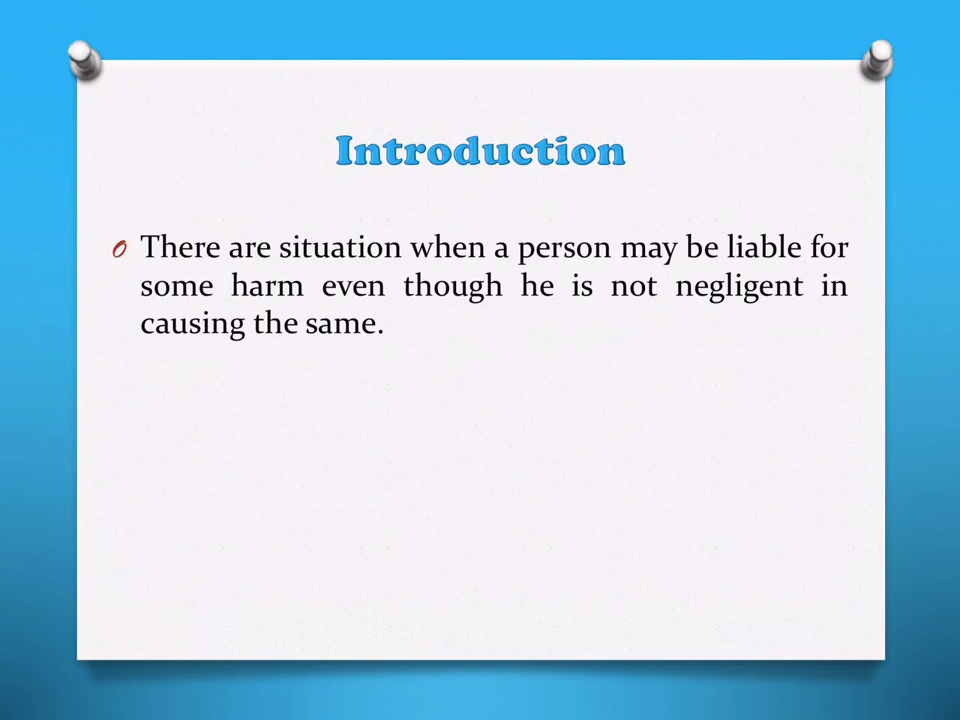 Introduction
There are situation when a person may be liable for
some harm even though he is not negligent in
causing the same.